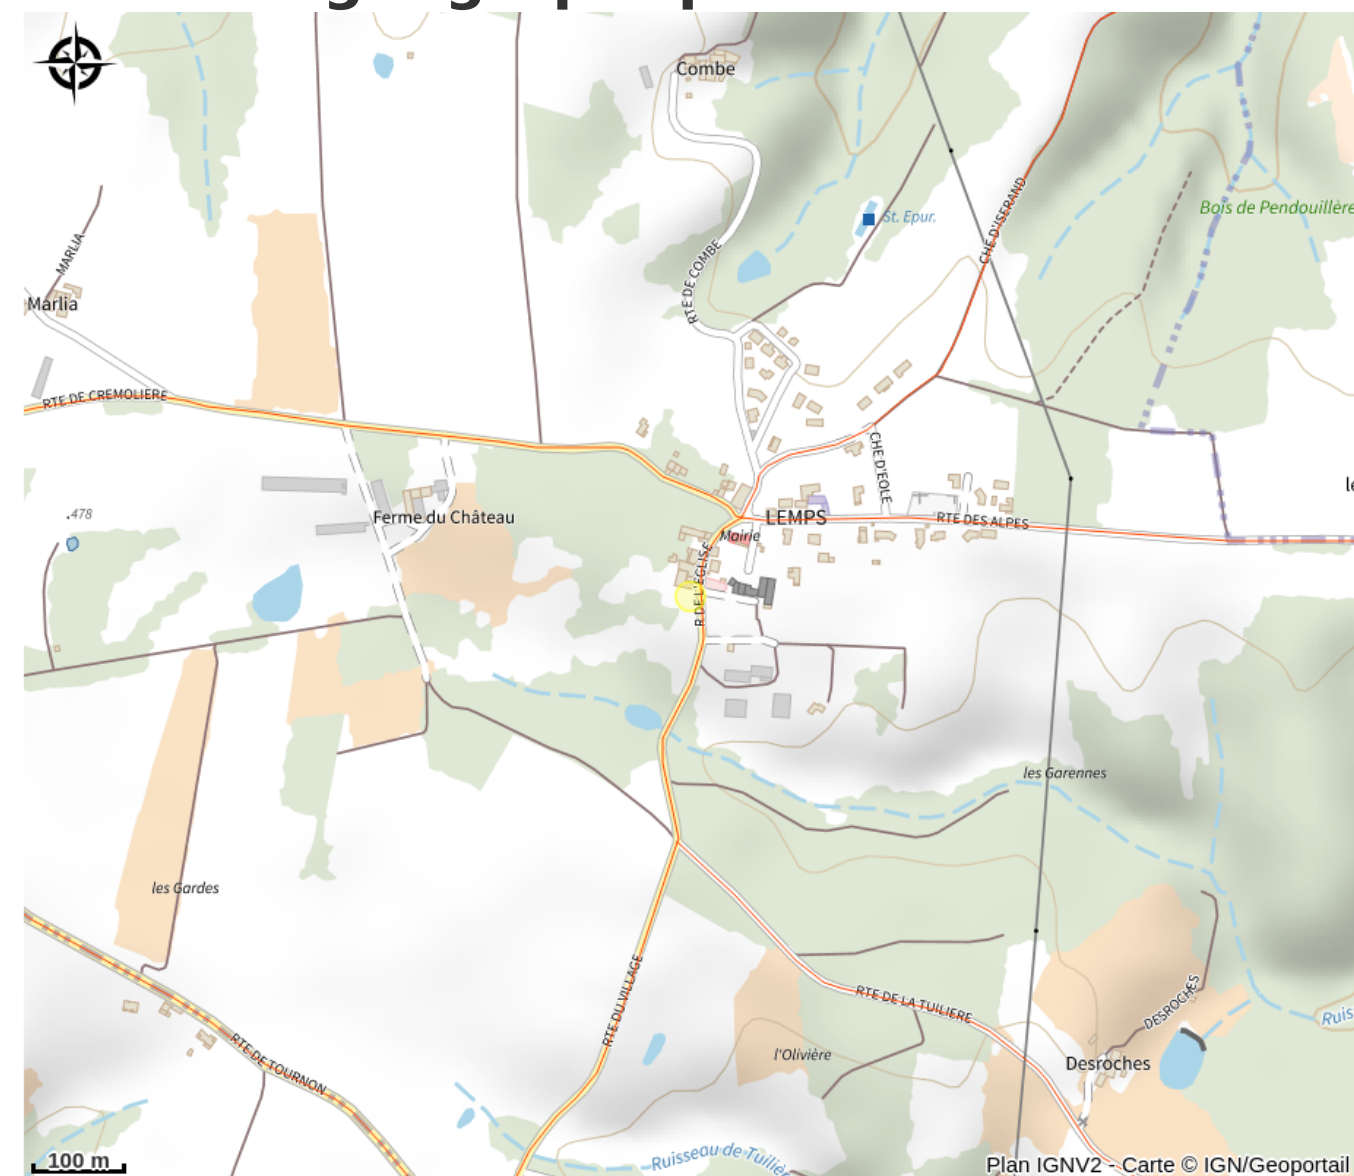 Combe
St. Epur.
Bois de Pendouillère
CHE D'ISERAND
MARLIA
RTE DE COMBE
Marlia
RTE DE CREMOLIERE
CHE D'EOLE
.478
Ferme du Château
LEMPS
RTE DES ALPES
Mairie
R DE L'EGLISE
les Garennes
les Gardes
RTE DU VILLAGE
RTE DE LA TUILIERE
DESROCHES
Ruis
RTE DE TOURNON
l'Olivière
Desroches
Ruisseau de Tuilière
100 m
Plan IGNV2 - Carte © IGN/Geoportail